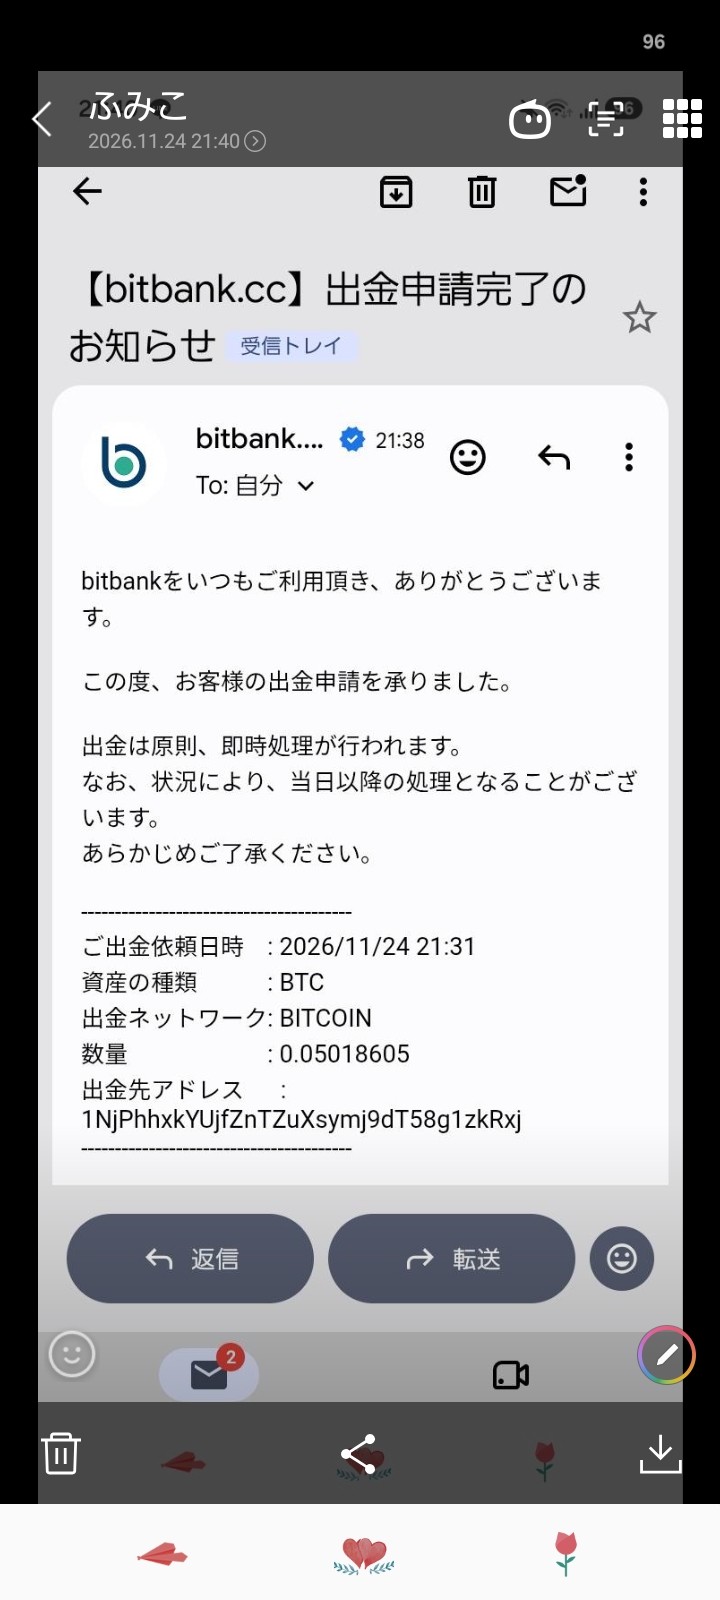 96
ふみこ
2026.11.24 21:40
【bitbank.cc】出金申請完了の
お知らせ 受信トレイ
bitbank.... 21:38
To: 自分
bitbankをいつもご利用頂き、ありがとうございま
す。
この度、お客様の出金申請を承りました。
出金は原則、即時処理が行われます。
なお、状況により、当日以降の処理となることがござ
います。
あらかじめご了承ください。
----------------------------------------
ご出金依頼日時 : 2026/11/24 21:31
資産の種類 : BTC
出金ネットワーク: BITCOIN
数量 : 0.05018605
出金先アドレス :
1NjPhhxkYUjfZnTZuXsymj9dT58g1zkRxj
----------------------------------------
返信 転送
2